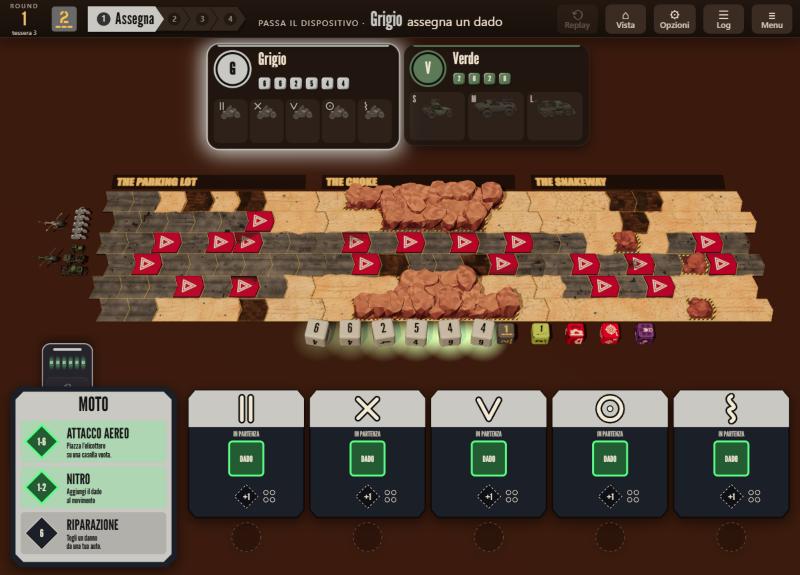 ROUND
1
tessera 3
2
1 Assegna 2 3 4
PASSA IL DISPOSITIVO · Grigio assegna un dado
Replay
Vista
Opzioni
Log
Menu
G Grigio
6 6 2 5 4 4
V Verde
S M L
THE PARKING LOT
THE CHOKE
THE SNAKEWAY
6 6 2 5 4 4 1
MOTO
1-6 ATTACCO AEREO
Piazza l'elicottero
su una casella vuota.
1-2 NITRO
Aggiungi il dado
al movimento
6 RIPARAZIONE
Togli un danno
da una tua auto.
IN PARTENZA
DADO
+1
IN PARTENZA
DADO
+1
IN PARTENZA
DADO
+1
IN PARTENZA
DADO
+1
IN PARTENZA
DADO
+1